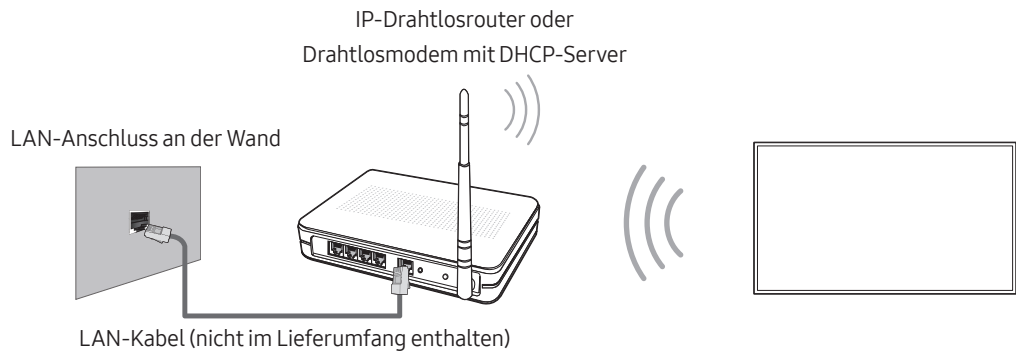 IP-Drahtlosrouter oder
Drahtlosmodem mit DHCP-Server
LAN-Anschluss an der Wand
LAN-Kabel (nicht im Lieferumfang enthalten)